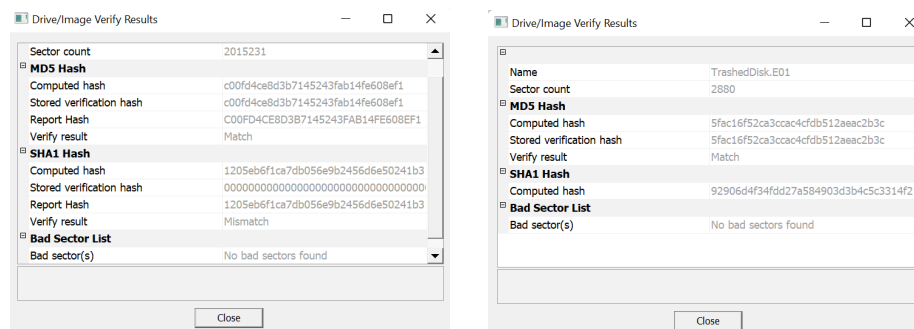 Drive/Image Verify Results
Sector count 2015231
MD5 Hash
Computed hash c00fd4ce8d3b7145243fab14fe608ef1
Stored verification hash c00fd4ce8d3b7145243fab14fe608ef1
Report Hash C00FD4CE8D3B7145243FAB14FE608EF1
Verify result Match
SHA1 Hash
Computed hash 1205eb6f1ca7db056e9b2456d6e50241b3
Stored verification hash 0000000000000000000000000000000000
Report Hash 1205eb6f1ca7db056e9b2456d6e50241b3
Verify result Mismatch
Bad Sector List
Bad sector(s) No bad sectors found
Close
Drive/Image Verify Results
Name TrashedDisk.E01
Sector count 2880
MD5 Hash
Computed hash 5fac16f52ca3ccac4cfdb512aeac2b3c
Stored verification hash 5fac16f52ca3ccac4cfdb512aeac2b3c
Verify result Match
SHA1 Hash
Computed hash 92906d4f34fdd27a584903d3b4c5c3314f2
Bad Sector List
Bad sector(s) No bad sectors found
Close